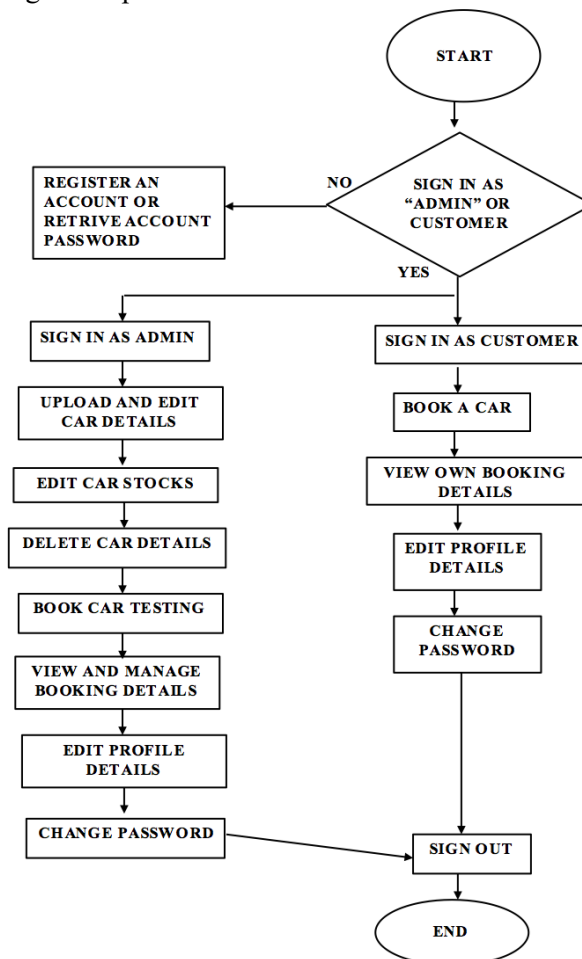 START
SIGN IN AS
“ADMIN” OR
CUSTOMER
NO
REGISTER AN
ACCOUNT OR
RETRIVE ACCOUNT
PASSWORD
YES
SIGN IN AS ADMIN
UPLOAD AND EDIT
CAR DETAILS
EDIT CAR STOCKS
DELETE CAR DETAILS
BOOK CAR TESTING
VIEW AND MANAGE
BOOKING DETAILS
EDIT PROFILE
DETAILS
CHANGE PASSWORD
SIGN IN AS CUSTOMER
BOOK A CAR
VIEW OWN BOOKING
DETAILS
EDIT PROFILE
DETAILS
CHANGE
PASSWORD
SIGN OUT
END